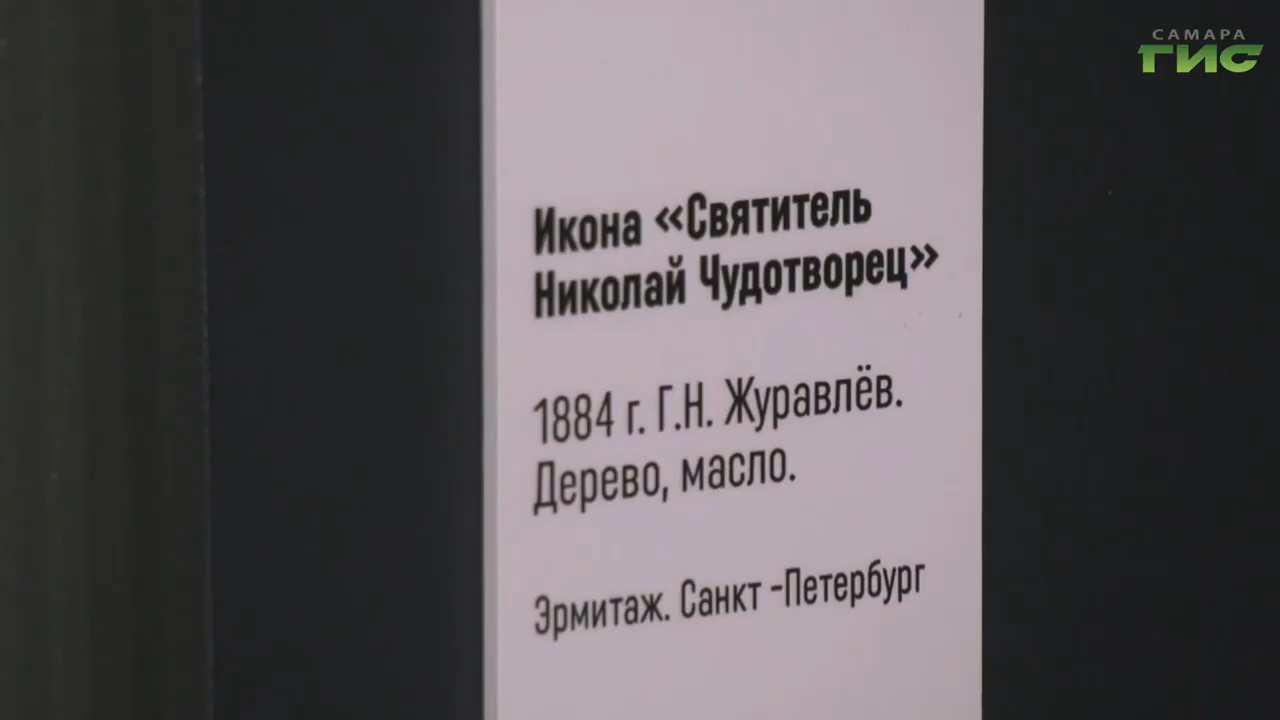 САМАРА
ГИС
Икона «Святитель
Николай Чудотворец»
1884 г. Г.Н. Журавлёв.
Дерево, масло.
Эрмитаж. Санкт -Петербург